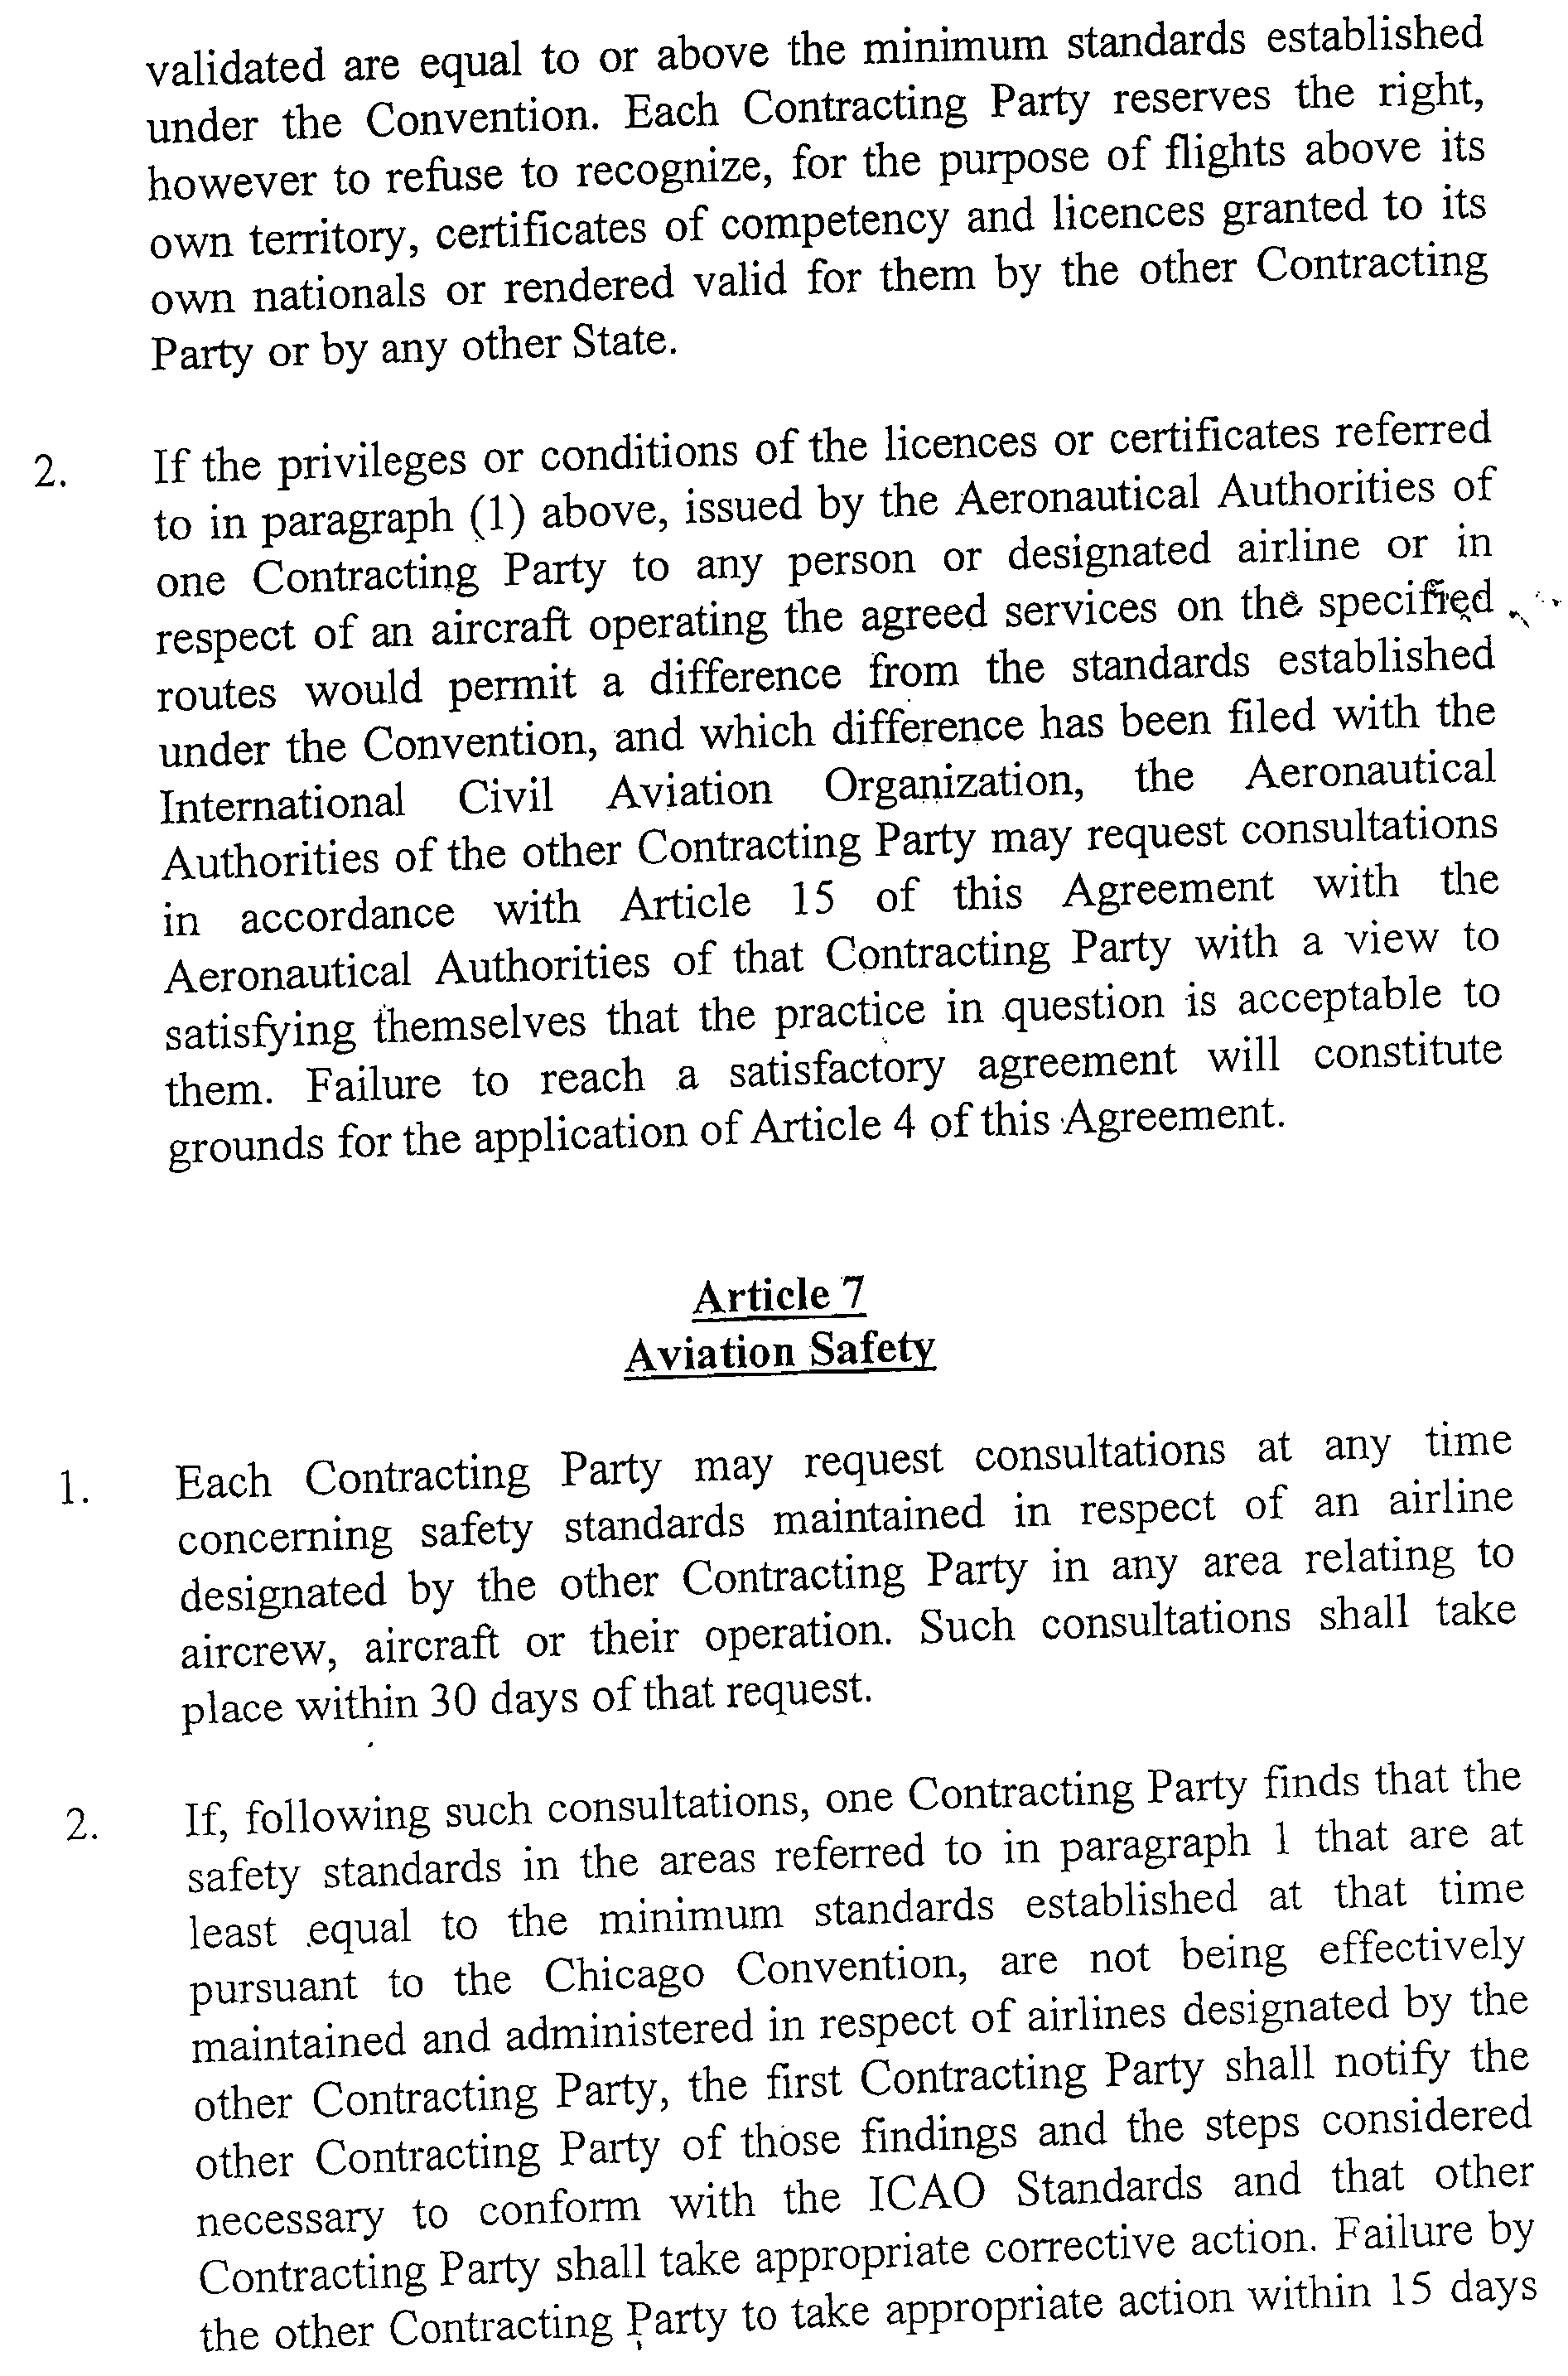 validated are equal to or above the minimum standards established
under the Convention. Each Contracting Party reserves the right,
however to refuse to recognize, for the purpose of flights above its
own territory, certificates of competency and licences granted to its
own nationals or rendered valid for them by the other Contracting
Party or by any other State.
2. If the privileges or conditions of the licences or certificates referred
to in paragraph (1) above, issued by the Aeronautical Authorities of
one Contracting Party to any person or designated airline or in
respect of an aircraft operating the agreed services on the specified
routes would permit a difference from the standards established
under the Convention, and which difference has been filed with the
International Civil Aviation Organization, the Aeronautical
Authorities of the other Contracting Party may request consultations
in accordance with Article 15 of this Agreement with the
Aeronautical Authorities of that Contracting Party with a view to
satisfying themselves that the practice in question is acceptable to
them. Failure to reach a satisfactory agreement will constitute
grounds for the application of Article 4 of this Agreement.
Article 7
Aviation Safety
1. Each Contracting Party may request consultations at any time
concerning safety standards maintained in respect of an airline
designated by the other Contracting Party in any area relating to
aircrew, aircraft or their operation. Such consultations shall take
place within 30 days of that request.
2. If, following such consultations, one Contracting Party finds that the
safety standards in the areas referred to in paragraph 1 that are at
least equal to the minimum standards established at that time
pursuant to the Chicago Convention, are not being effectively
maintained and administered in respect of airlines designated by the
other Contracting Party, the first Contracting Party shall notify the
other Contracting Party of those findings and the steps considered
necessary to conform with the ICAO Standards and that other
Contracting Party shall take appropriate corrective action. Failure by
the other Contracting Party to take appropriate action within 15 days